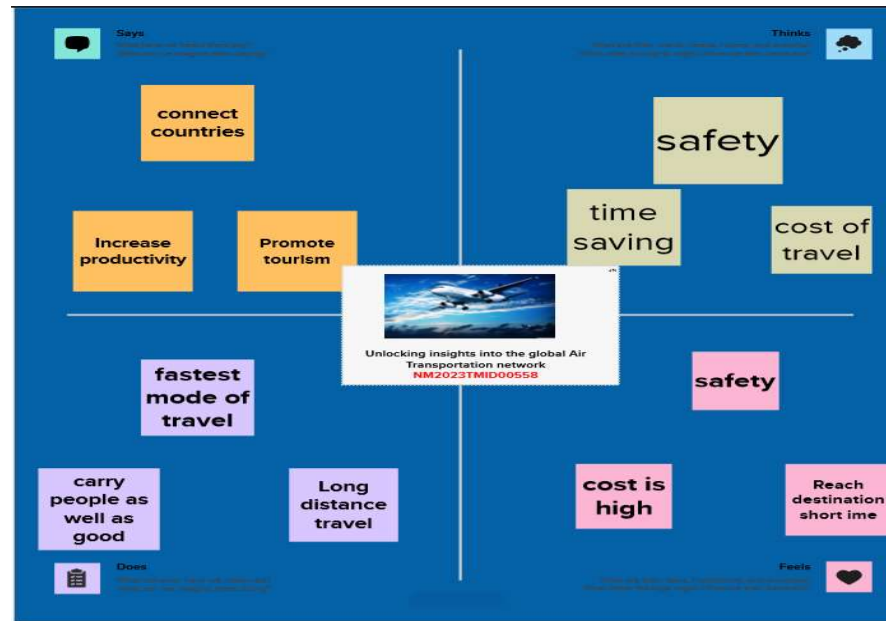 Says
Thinks
connect
countries
Increase
productivity
Promote
tourism
safety
time
saving
cost of
travel
Unlocking insights into the global Air
Transportation network
NM2023TMID00558
fastest
mode of
travel
carry
people as
well as
good
Long
distance
travel
safety
cost is
high
Reach
destination
short ime
Does
Feels